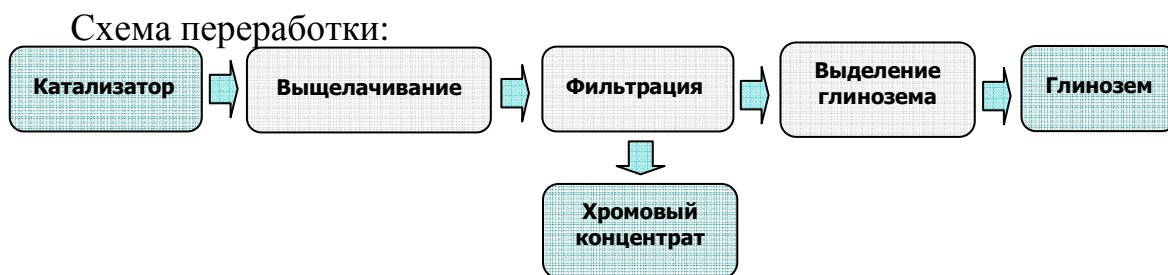 Схема переработки:
Катализатор
Выщелачивание
Фильтрация
Выделение
глинозема
Глинозем
Хромовый
концентрат